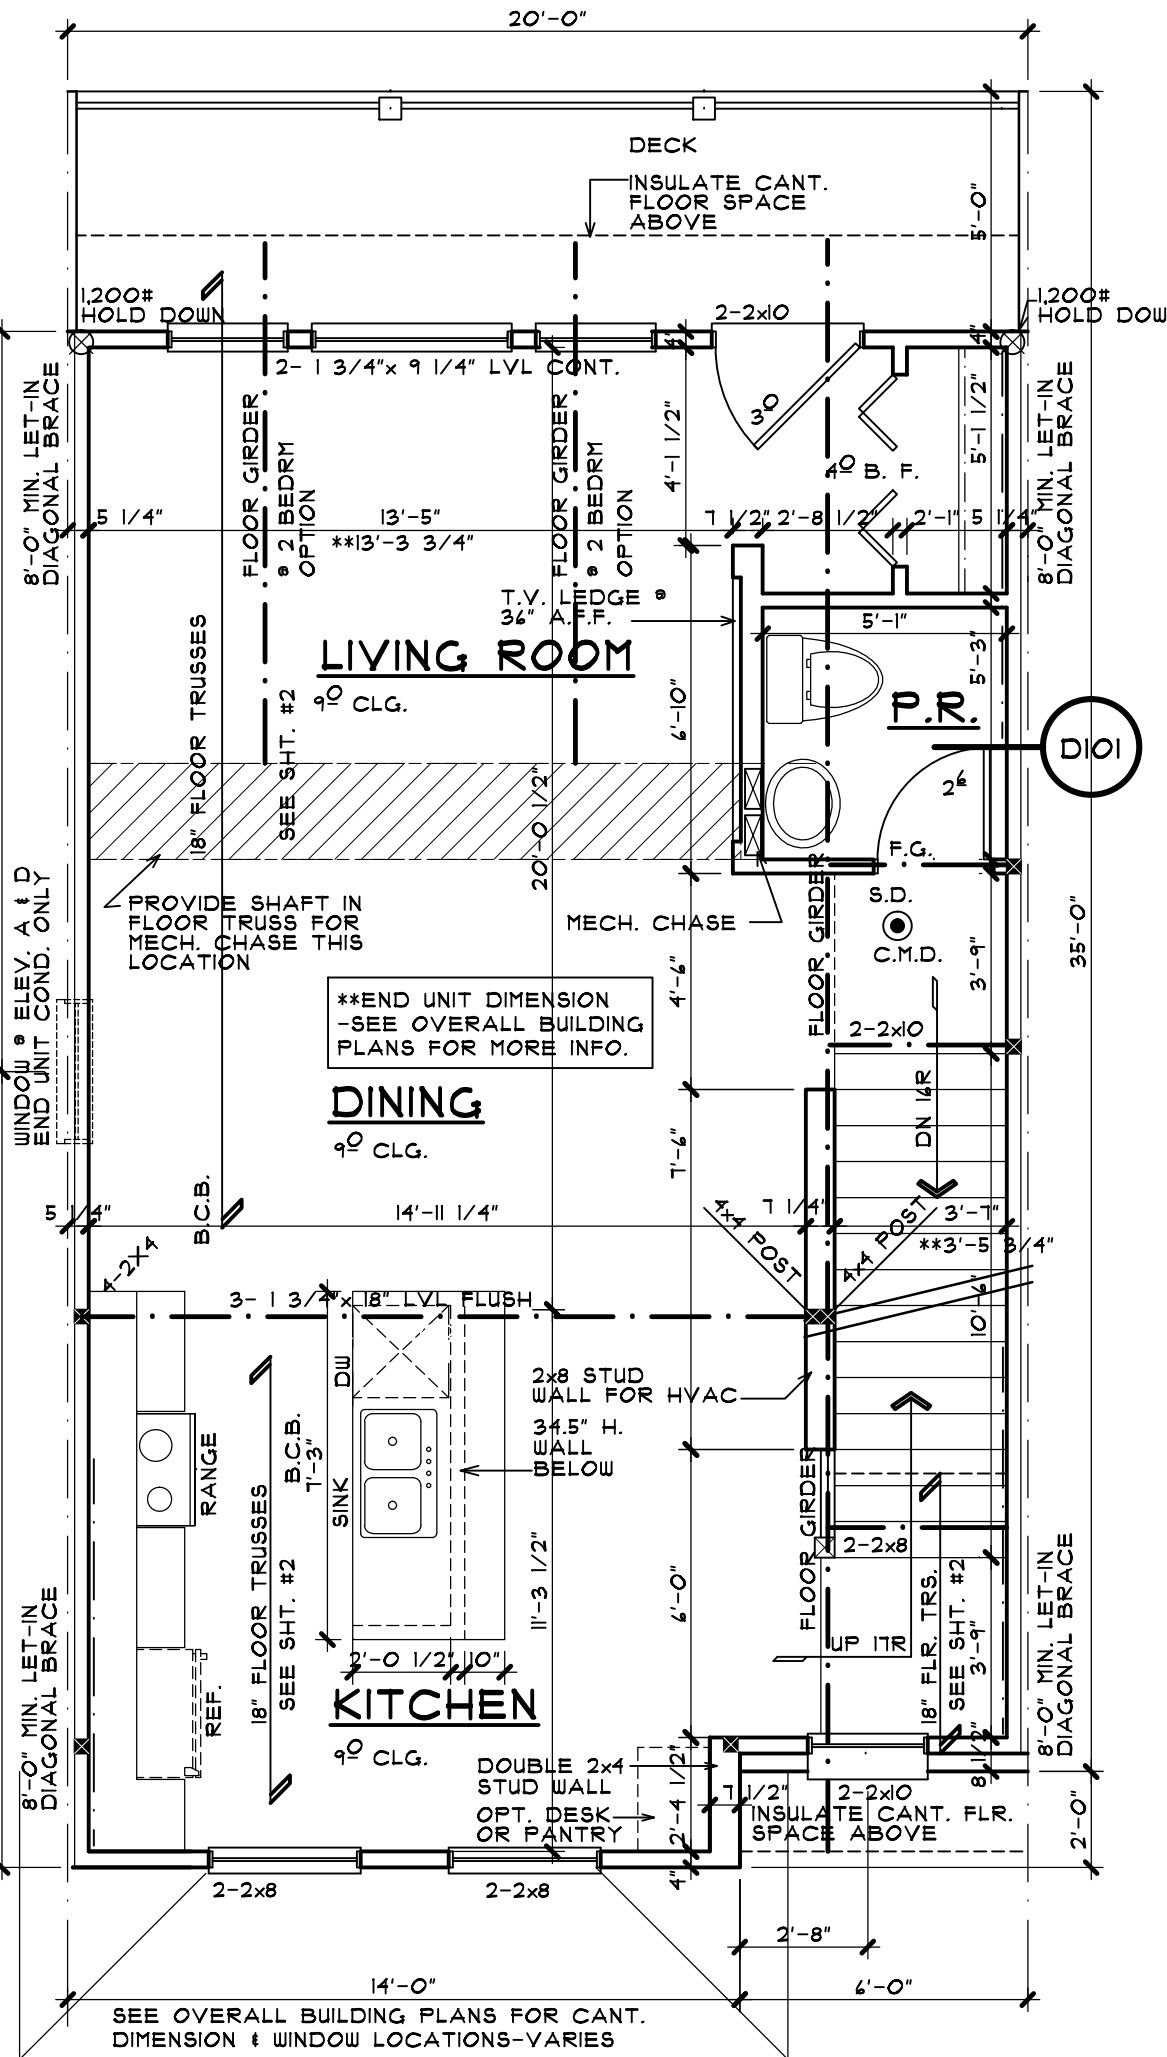 20'-0"
DECK
INSULATE CANT.
FLOOR SPACE
ABOVE
5'-0"
1,200#
HOLD DOWN
2-2x10
4"
4"
1,200#
HOLD DOW
2- 1 3/4"x 9 1/4" LVL CONT.
8'-0" MIN. LET-IN
DIAGONAL BRACE
FLOOR GIRDER
@ 2 BEDRM
OPTION
FLOOR GIRDER
@ 2 BEDRM
OPTION
4'-1 1/2"
3⁰
4⁰ B. F.
5'-1 1/2"
8'-0" MIN. LET-IN
DIAGONAL BRACE
5 1/4"
13'-5"
**13'-3 3/4"
7 1/2"
2'-8 1/2"
2'-1"
5 1/4"
T.V. LEDGE @
36" A.F.F.
5'-1"
LIVING ROOM
9⁰ CLG.
18" FLOOR TRUSSES
SEE SHT. #2
6'-10"
5'-3"
P.R.
D101
2⁶
20'-0 1/2"
F.G.
S.D.
C.M.D.
WINDOW @ ELEV. A & D
END UNIT COND. ONLY
PROVIDE SHAFT IN
FLOOR TRUSS FOR
MECH. CHASE THIS
LOCATION
MECH. CHASE
FLOOR GIRDER
4'-6"
3'-9"
35'-0"
**END UNIT DIMENSION
-SEE OVERALL BUILDING
PLANS FOR MORE INFO.
2-2x10
DINING
9⁰ CLG.
DN 16R
7'-6"
B.C.B.
5 1/4"
14'-11 1/4"
7 1/4"
3'-7"
**3'-5 3/4"
4x4 POST
4x4 POST
4-2X4
3- 1 3/4"x 18" LVL FLUSH
10'-6"
DW
2x8 STUD
WALL FOR HVAC
34.5" H.
WALL
BELOW
B.C.B.
7'-3"
RANGE
SINK
FLOOR GIRDER
18" FLOOR TRUSSES
SEE SHT. #2
11'-3 1/2"
6'-0"
2-2x8
8'-0" MIN. LET-IN
DIAGONAL BRACE
8'-0" MIN. LET-IN
DIAGONAL BRACE
UP 17R
18" FLR. TRS.
SEE SHT. #2
3'-9"
2'-0 1/2"
10"
REF.
KITCHEN
9⁰ CLG.
DOUBLE 2x4
STUD WALL
OPT. DESK
OR PANTRY
2'-4 1/2"
7 1/2"
2-2x10
8 1/2"
INSULATE CANT. FLR.
SPACE ABOVE
2'-0"
4"
2-2x8
2-2x8
2'-8"
14'-0"
6'-0"
SEE OVERALL BUILDING PLANS FOR CANT.
DIMENSION & WINDOW LOCATIONS-VARIES